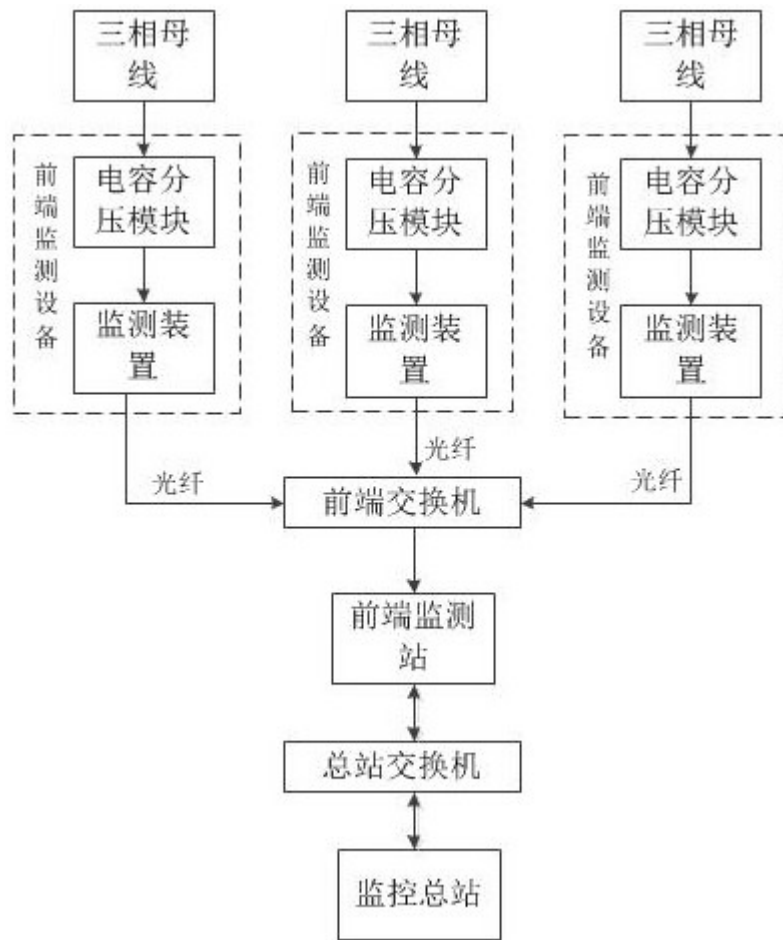 三相母
线
三相母
线
三相母
线
前端监测设备
电容分
压模块
监测装
置
前端监测设备
电容分
压模块
监测装
置
前端监测设备
电容分
压模块
监测装
置
光纤
光纤
光纤
前端交换机
前端监测
站
总站交换机
监控总站